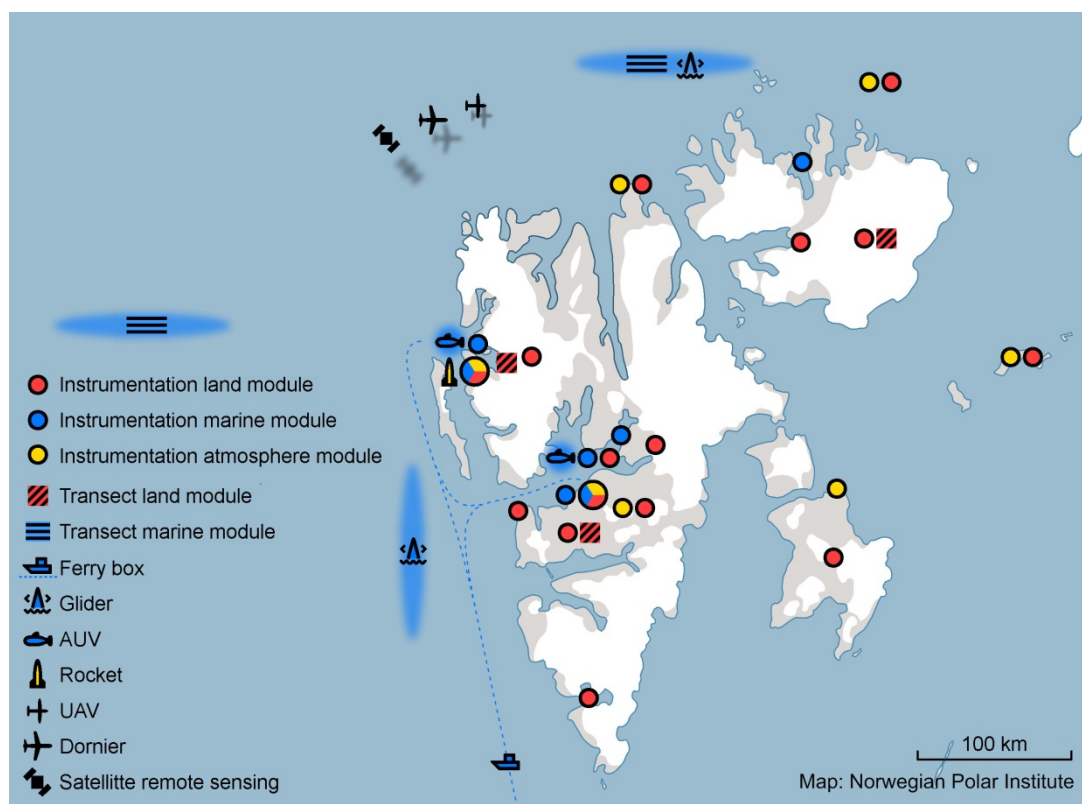 Instrumentation land module
Instrumentation marine module
Instrumentation atmosphere module
Transect land module
Transect marine module
Ferry box
Glider
AUV
Rocket
UAV
Dornier
Satellitte remote sensing
100 km
Map: Norwegian Polar Institute